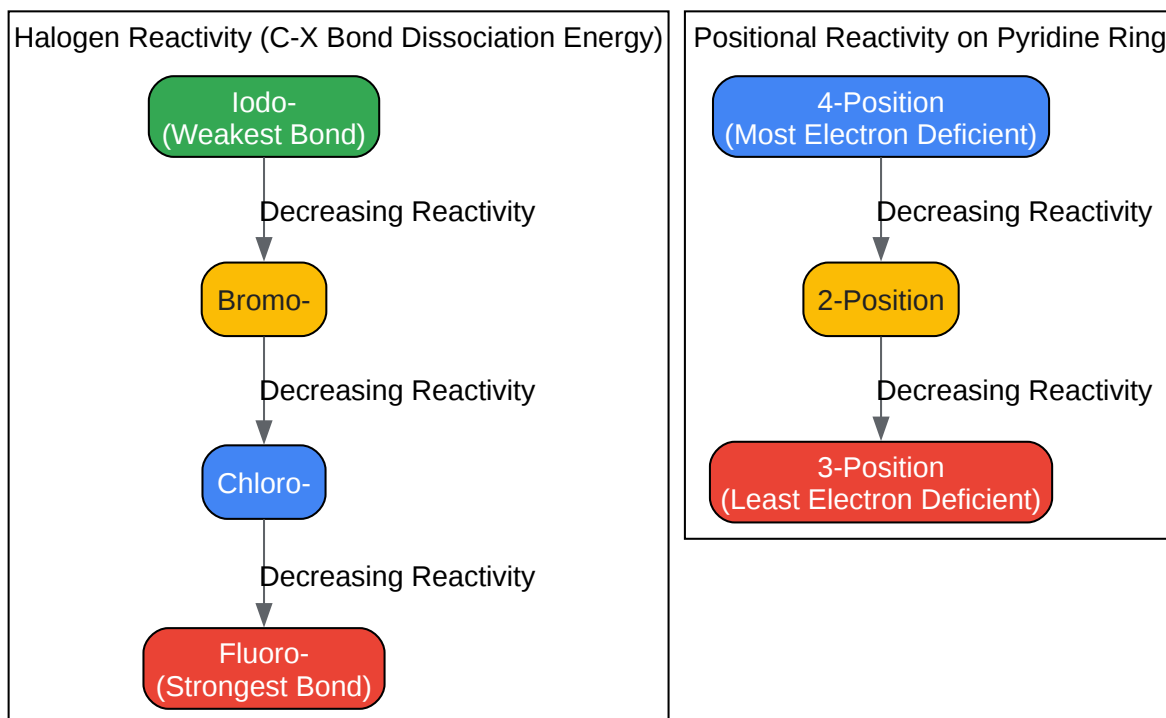 Halogen Reactivity (C-X Bond Dissociation Energy)
Iodo-
(Weakest Bond)
Decreasing Reactivity
Bromo-
Decreasing Reactivity
Chloro-
Decreasing Reactivity
Fluoro-
(Strongest Bond)
Positional Reactivity on Pyridine Ring
4-Position
(Most Electron Deficient)
Decreasing Reactivity
2-Position
Decreasing Reactivity
3-Position
(Least Electron Deficient)